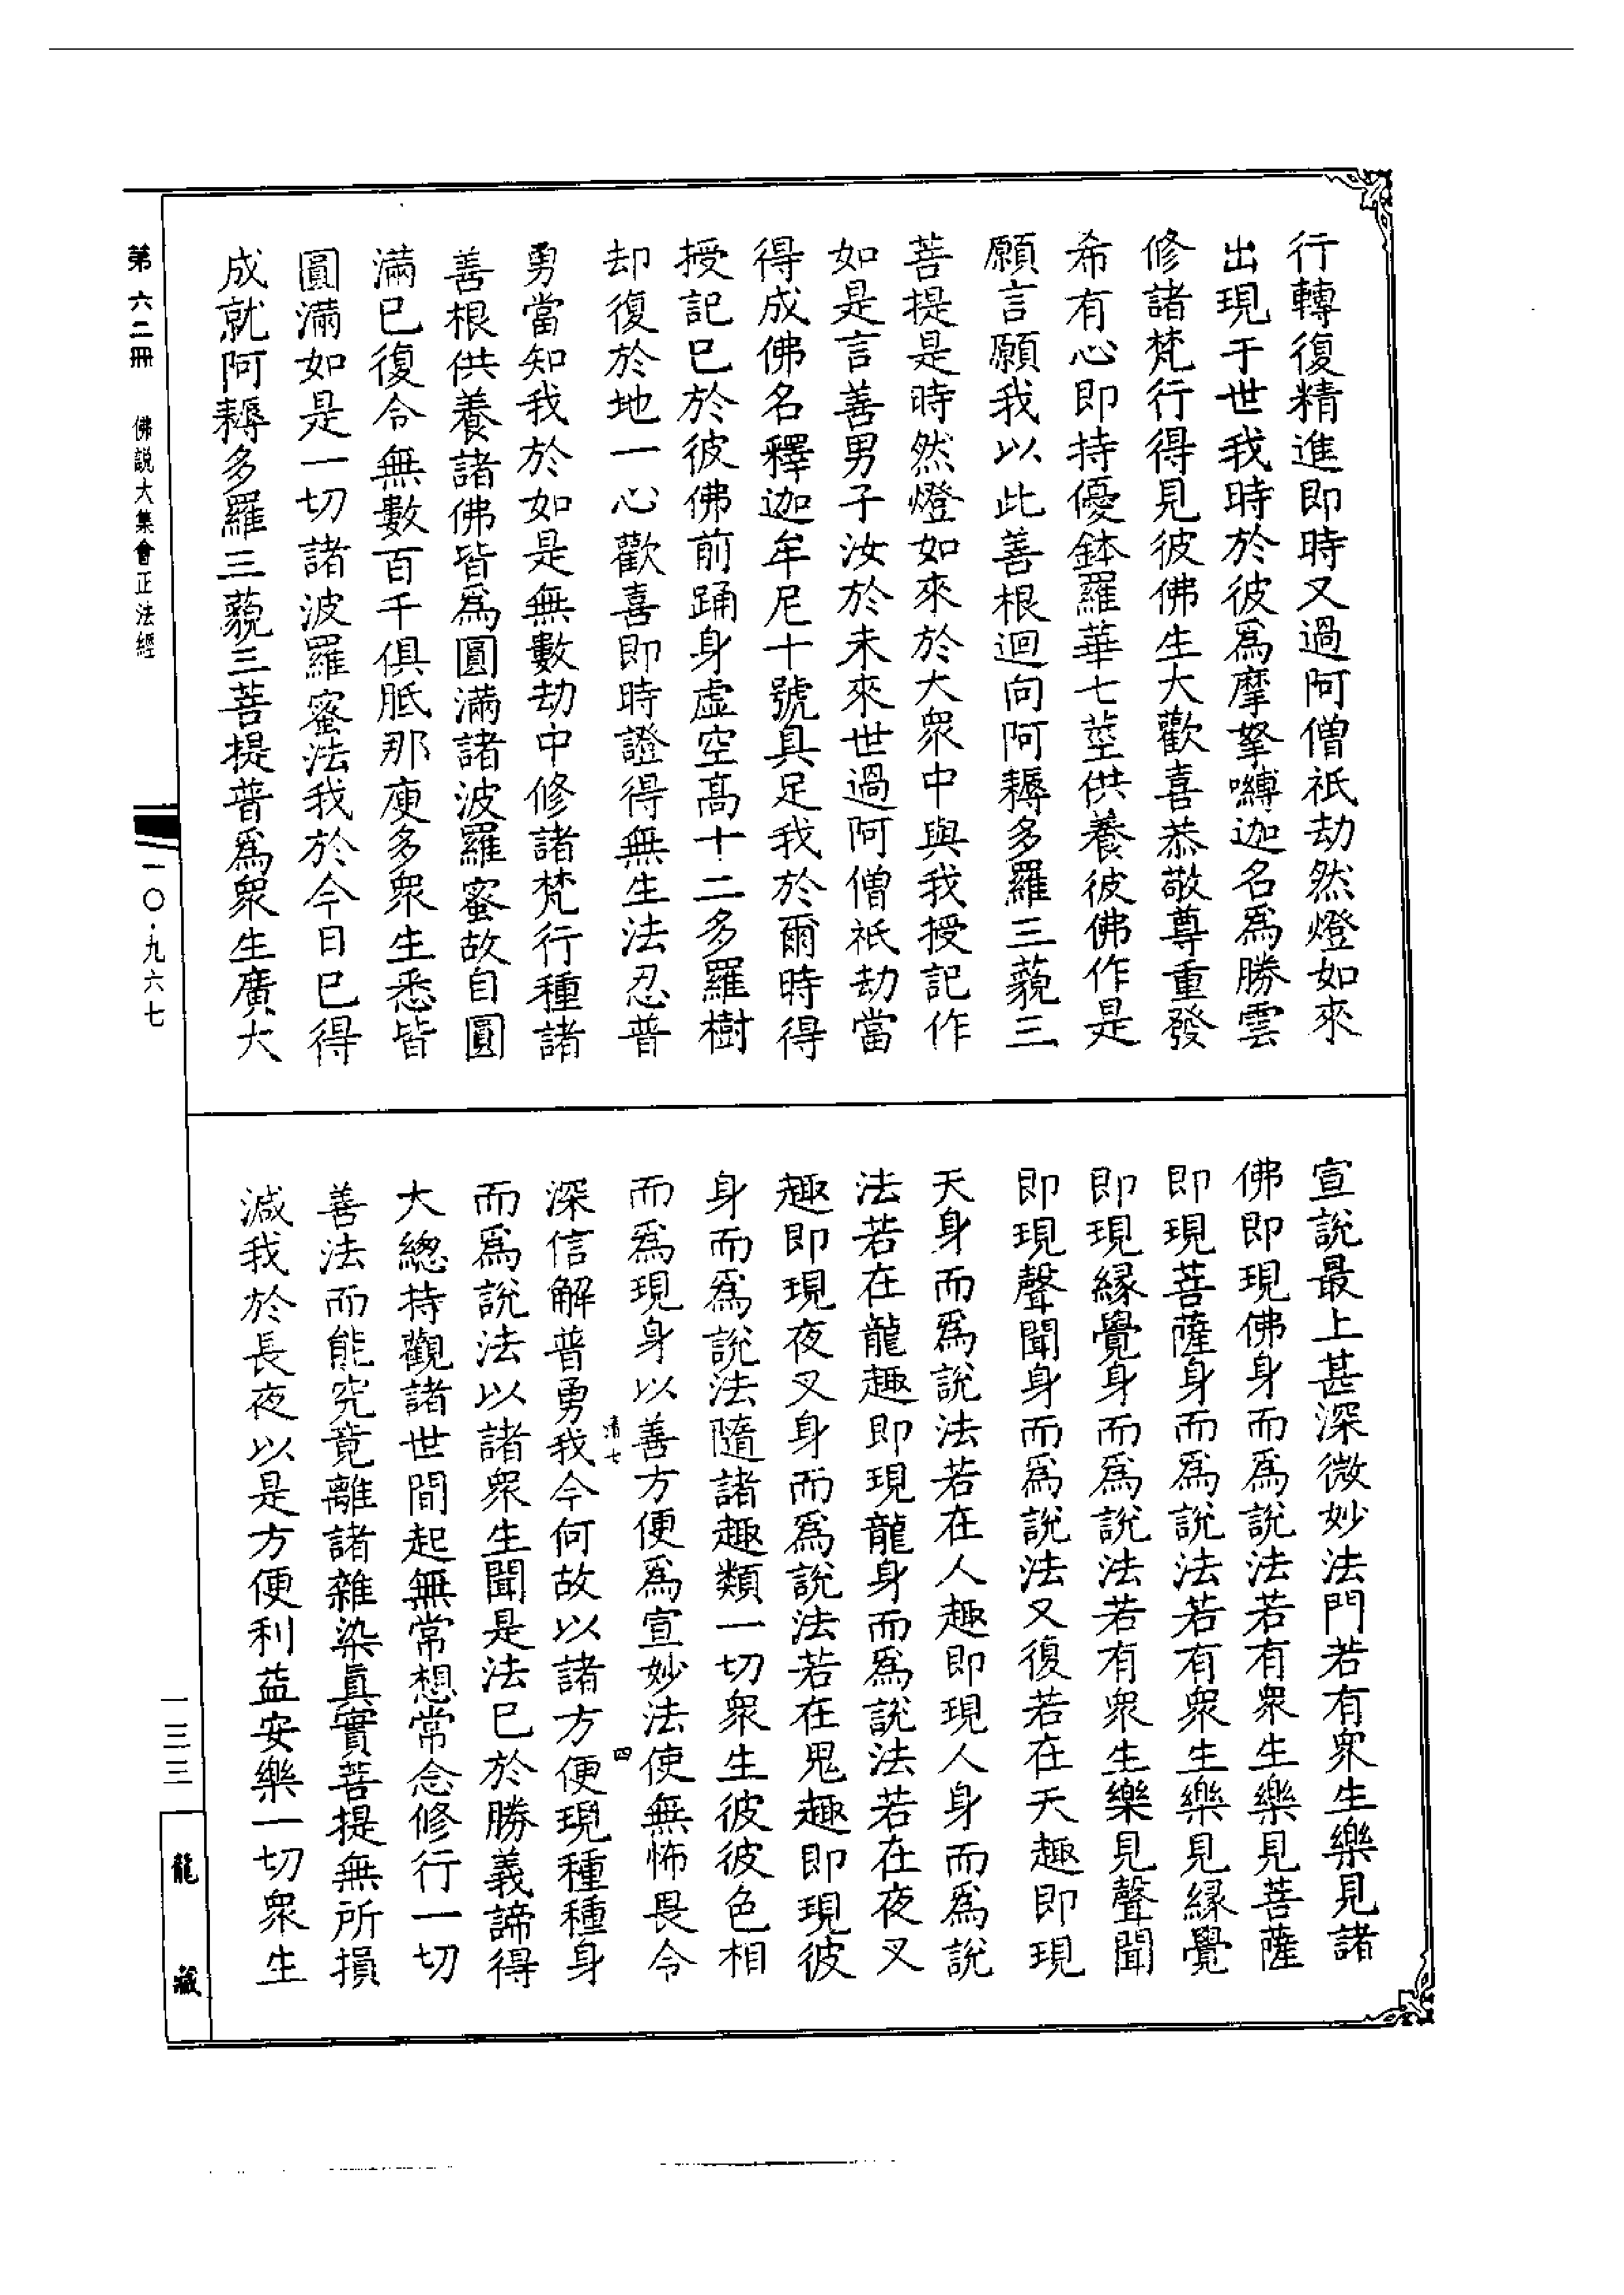 行轉復精進即時又過阿僧祇劫然燈如來
出現于世我時於彼爲摩拏嚩迦名爲勝雲
修諸梵行得見彼佛生大歡喜恭敬尊重發
希有心即持優鉢羅華七莖供養彼佛作是
願言願我以此善根迴向阿耨多羅三藐三
菩提是時然燈如來於大衆中與我授記作
如是言善男子汝於未來世過阿僧祇劫當
得成佛名釋迦牟尼十號具足我於爾時得
授記已於彼佛前踊身虛空高十二多羅樹
却復於地一心歡喜即時證得無生法忍普
勇當知我於如是無數劫中修諸梵行種諸
善根供養諸佛皆爲圓滿諸波羅蜜故自圓
滿已復令無數百千俱胝那庾多衆生悉皆
圓滿如是一切諸波羅蜜法我於今日已得
成就阿耨多羅三藐三菩提普爲衆生廣大
宣說最上甚深微妙法門若有衆生樂見諸
佛即現佛身而爲說法若有衆生樂見菩薩
即現菩薩身而爲說法若有衆生樂見緣覺
即現緣覺身而爲說法若有衆生樂見聲聞
即現聲聞身而爲說法又復若在天趣即現
天身而爲說法若在人趣即現人身而爲說
法若在龍趣即現龍身而爲說法若在夜叉
趣即現夜叉身而爲說法若在鬼趣即現彼
身而爲說法隨諸趣類一切衆生彼彼色相
而爲現身以善方便爲宣妙法使無怖畏令
深信解普勇我今何故以諸方便現種種身
而爲說法以諸衆生聞是法已於勝義諦得
大總持觀諸世間起無常想常念修行一切
善法而能究竟離諸雜染眞實菩提無所損
減我於長夜以是方便利益安樂一切衆生
四
第六二冊 佛說大集會正法經
一〇·九六七
一三三
龍藏